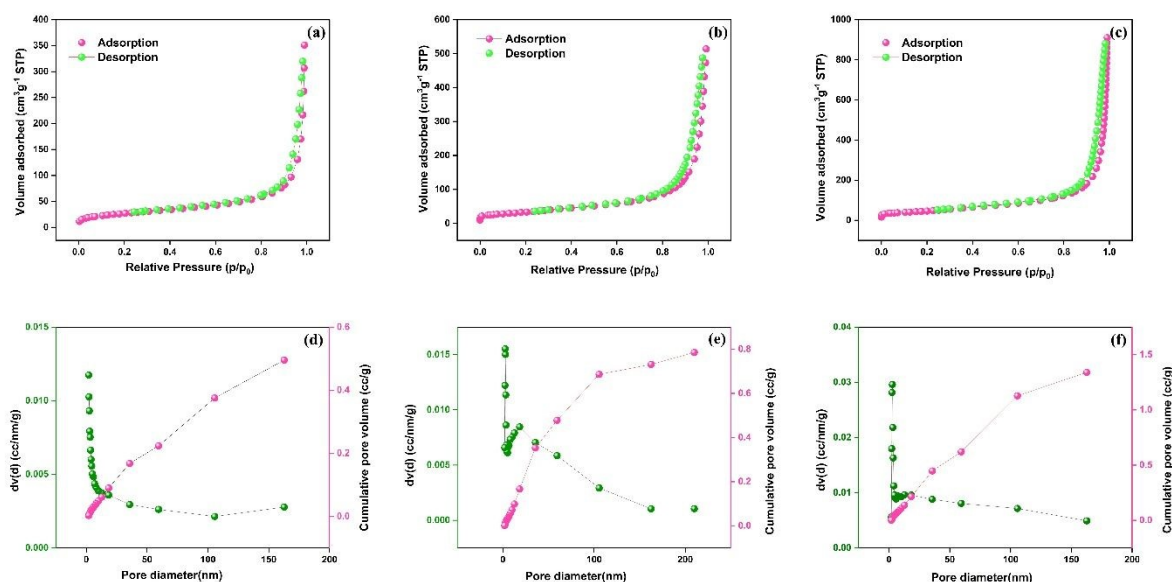 (a)
Adsorption
Desorption
Volume adsorbed (cm³g⁻¹ STP)
400
350
300
250
200
150
100
50
0
0.0 0.2 0.4 0.6 0.8 1.0
Relative Pressure (p/p₀)
(b)
Adsorption
Desorption
Volume adsorbed (cm³g⁻¹ STP)
600
500
400
300
200
100
0
0.0 0.2 0.4 0.6 0.8 1.0
Relative Pressure (p/p₀)
(c)
Adsorption
Desorption
Volume adsorbed (cm³g⁻¹ STP)
1000
800
600
400
200
0
0.0 0.2 0.4 0.6 0.8 1.0
Relative Pressure (p/p₀)
(d)
dv(d) (cc/nm/g)
0.015
0.010
0.005
0.000
0 50 100 150 200
Pore diameter(nm)
0.6
0.4
0.2
0.0
Cumulative pore volume (cc/g)
(e)
dv(d) (cc/nm/g)
0.015
0.010
0.005
0.000
0 50 100 150 200
Pore diameter(nm)
0.8
0.6
0.4
0.2
0.0
Cumulative pore volume (cc/g)
(f)
dv(d) (cc/nm/g)
0.04
0.03
0.02
0.01
0.00
0 50 100 150 200
Pore diameter(nm)
1.5
1.0
0.5
0.0
Cumulative pore volume (cc/g)